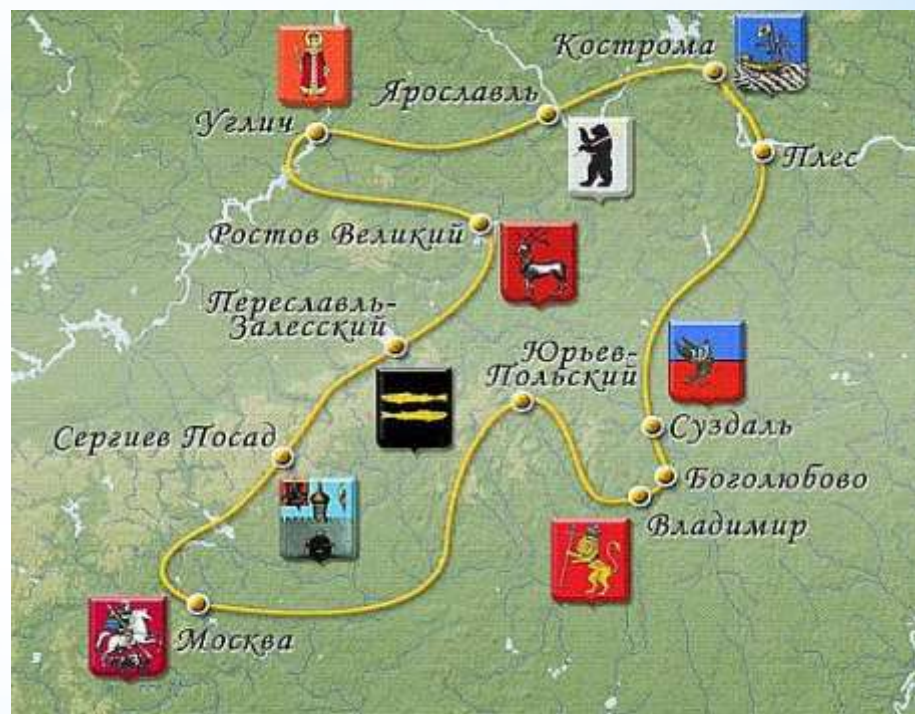 Кострома
Ярославль
Углич
Плес
Ростов Великий
Переславль-
Залесский
Юрьев-
Польский
Суздаль
Сергиев Посад
Боголюбово
Владимир
Москва